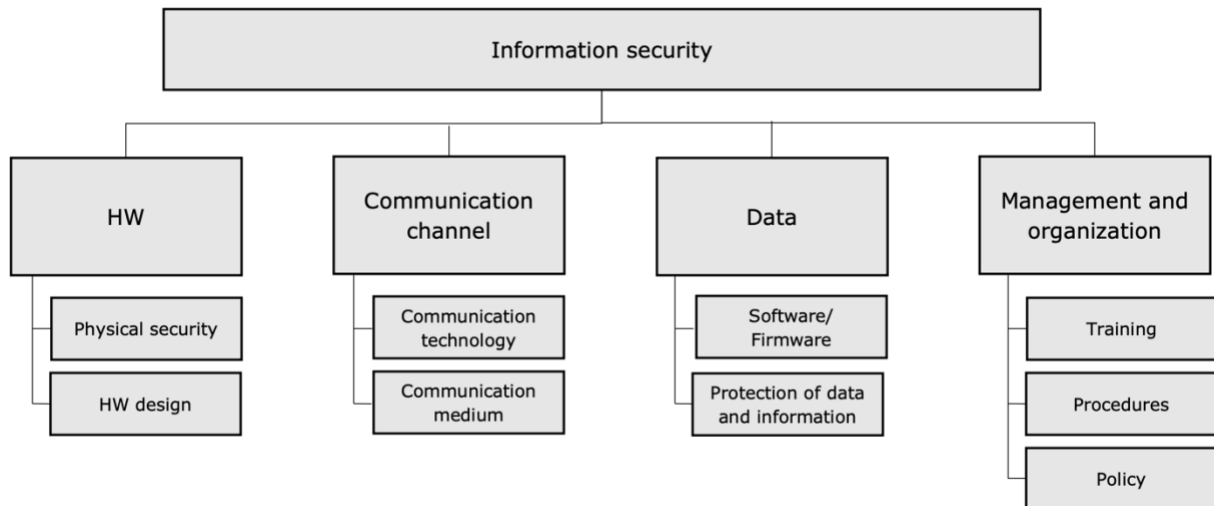 Information security
HW
Communication
channel
Data
Management and
organization
Physical security
HW design
Communication
technology
Communication
medium
Software/
Firmware
Protection of data
and information
Training
Procedures
Policy